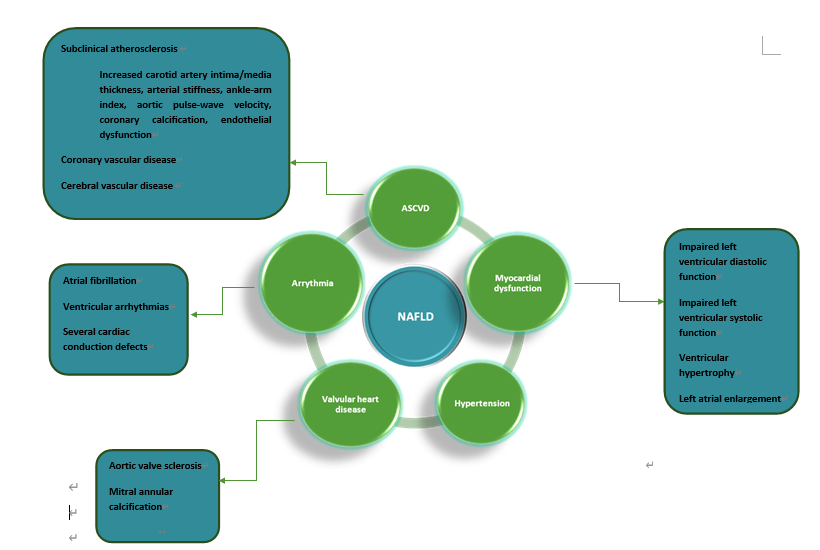 Subclinical atherosclerosis
Increased carotid artery intima/media
thickness, arterial stiffness, ankle-arm
index, aortic pulse-wave velocity,
coronary calcification, endothelial
dysfunction
Coronary vascular disease
Cerebral vascular disease
ASCVD
Impaired left
ventricular diastolic
function
Impaired left
ventricular systolic
function
Ventricular
hypertrophy
Left atrial enlargement
Myocardial
dysfunction
Arrythmia
Atrial fibrillation
Ventricular arrhythmias
Several cardiac
conduction defects
NAFLD
Valvular heart
disease
Hypertension
Aortic valve sclerosis
Mitral annular
calcification